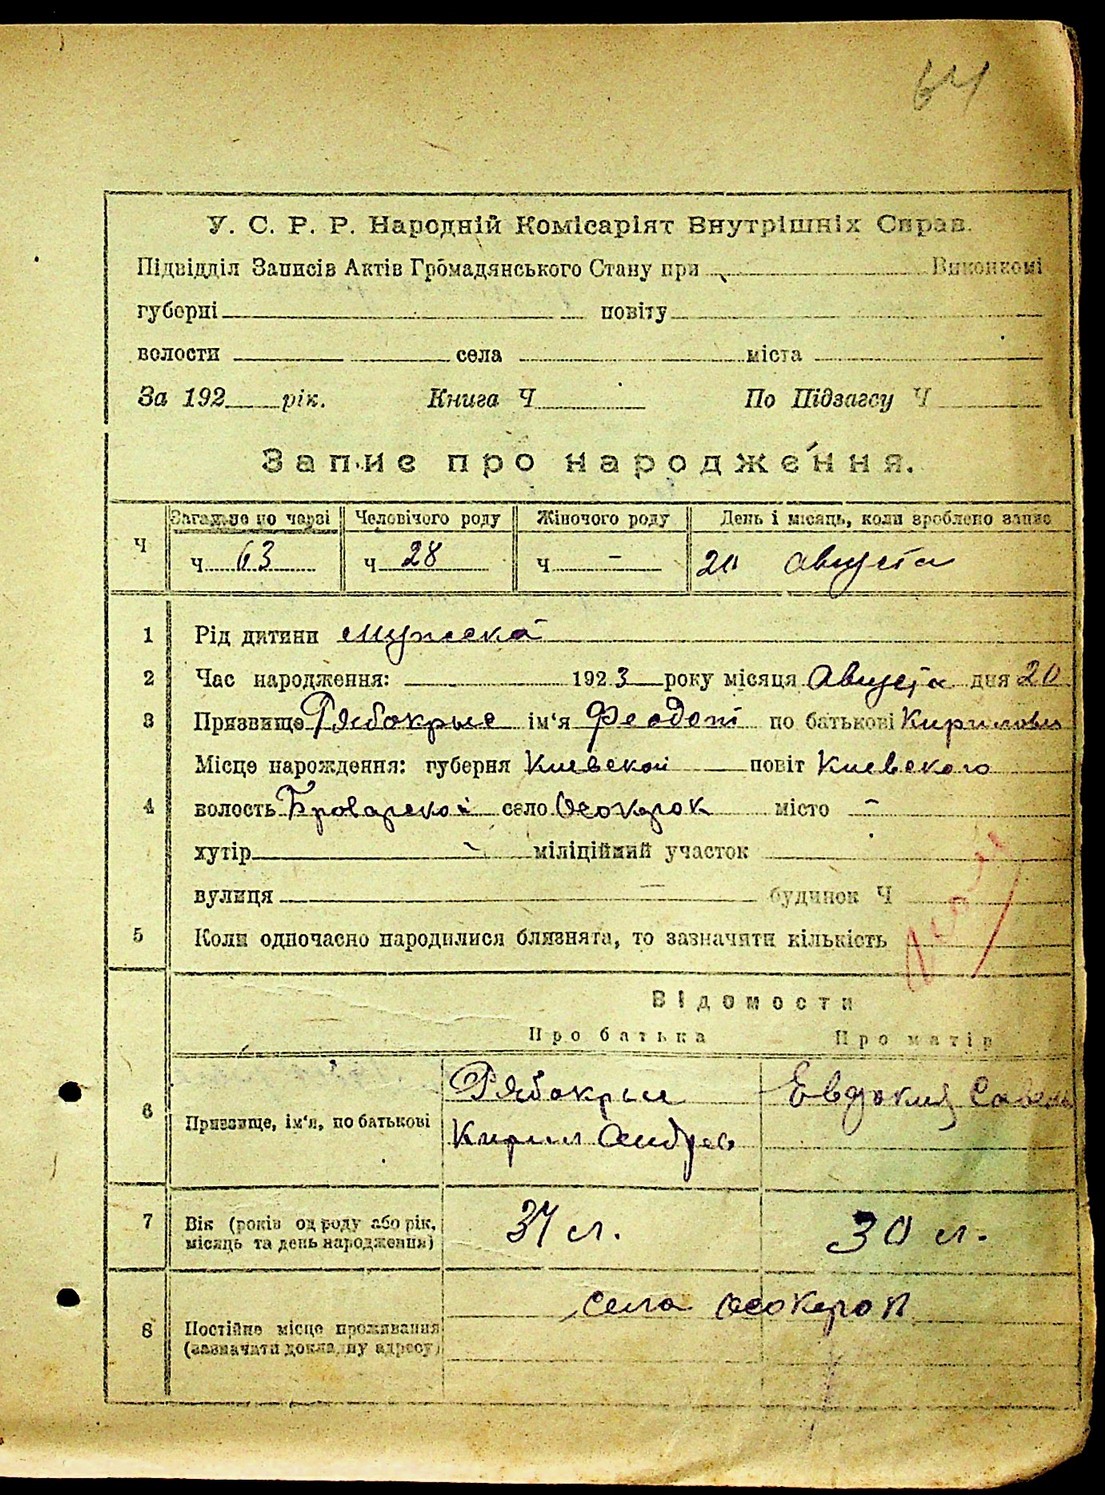 64
У. С. Р. Р. Народній Комісаріят Внутрішніх Справ.
Підвідділ Записів Актів Громадянського Стану при Виконкомі
губерні повіту
волости села міста
За 192 рік. Книга Ч По Підзагсу Ч
Запис про народження.
Ч Загальне по черзі Человічого роду Жіночого роду День і місяць, коли зроблено запис
ч 63 ч 28 ч - 20 августа
1 Рід дитини мужска
2 Час народження: 1923 року місяця Августа дня 20
3 Призвище Рябокрыс ім'я Феодот по батькові Кирилович
Місце народження: губерня Киевской повіт Киевского
4 волость Броварской село Осокорок місто -
хутір міліційний участок
вулиця - будинок Ч
5 Коли одночасно народилися близнята, то зазначити кількість
Відомости
Про батька Про матір
6 Призвище, ім'я, по батькові Рябокрыс Евдокия
Кирил Андрев
7 Вік (років од роду або рік, місяць та день народження) 37 л. 30 л.
8 Постійне місце проживання (зазначати докладну адресу) села Осокорок